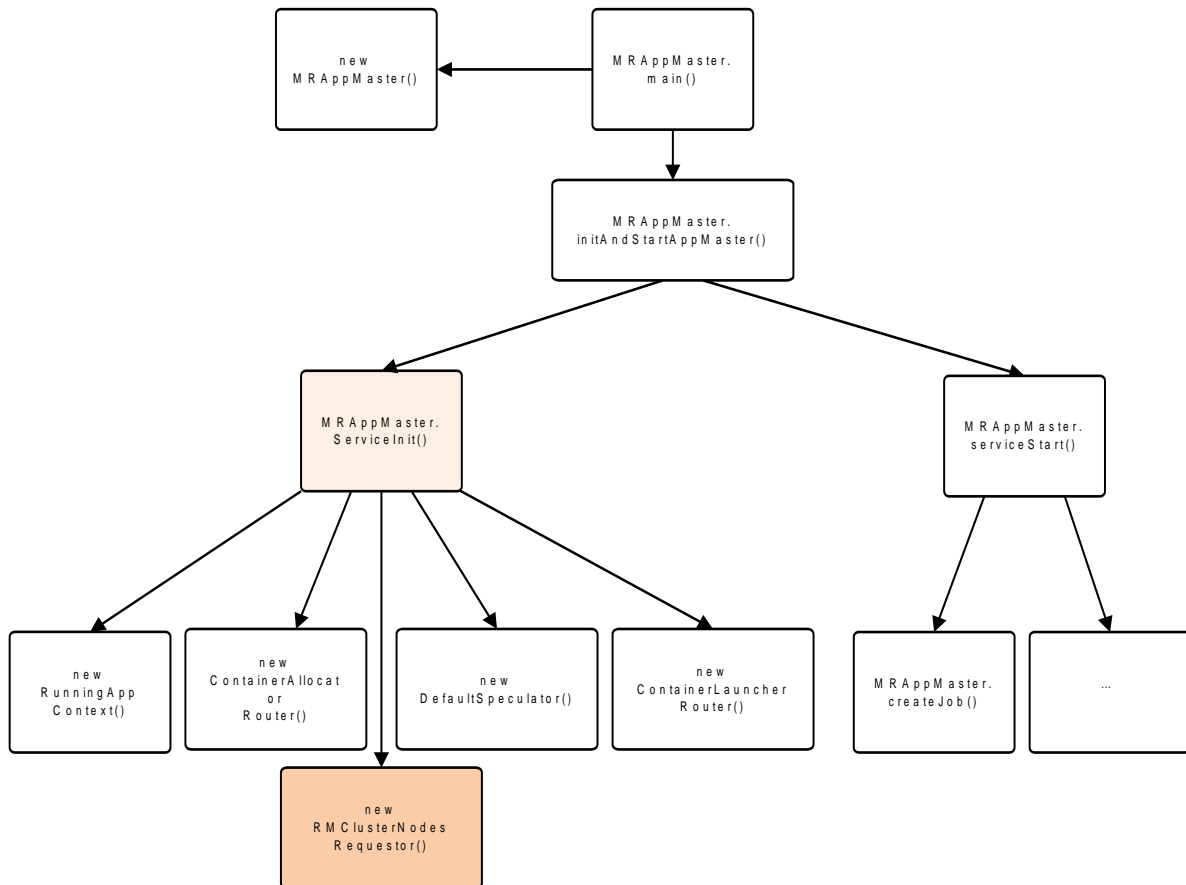 new
MRAppMaster()
MRAppMaster.
main()
MRAppMaster.
initAndStartAppMaster()
MRAppMaster.
ServiceInit()
MRAppMaster.
serviceStart()
new
RunningApp
Context()
new
ContainerAllocat
or
Router()
new
DefaultSpeculator()
new
ContainerLauncher
Router()
MRAppMaster.
createJob()
...
new
RMClusterNodes
Requestor()